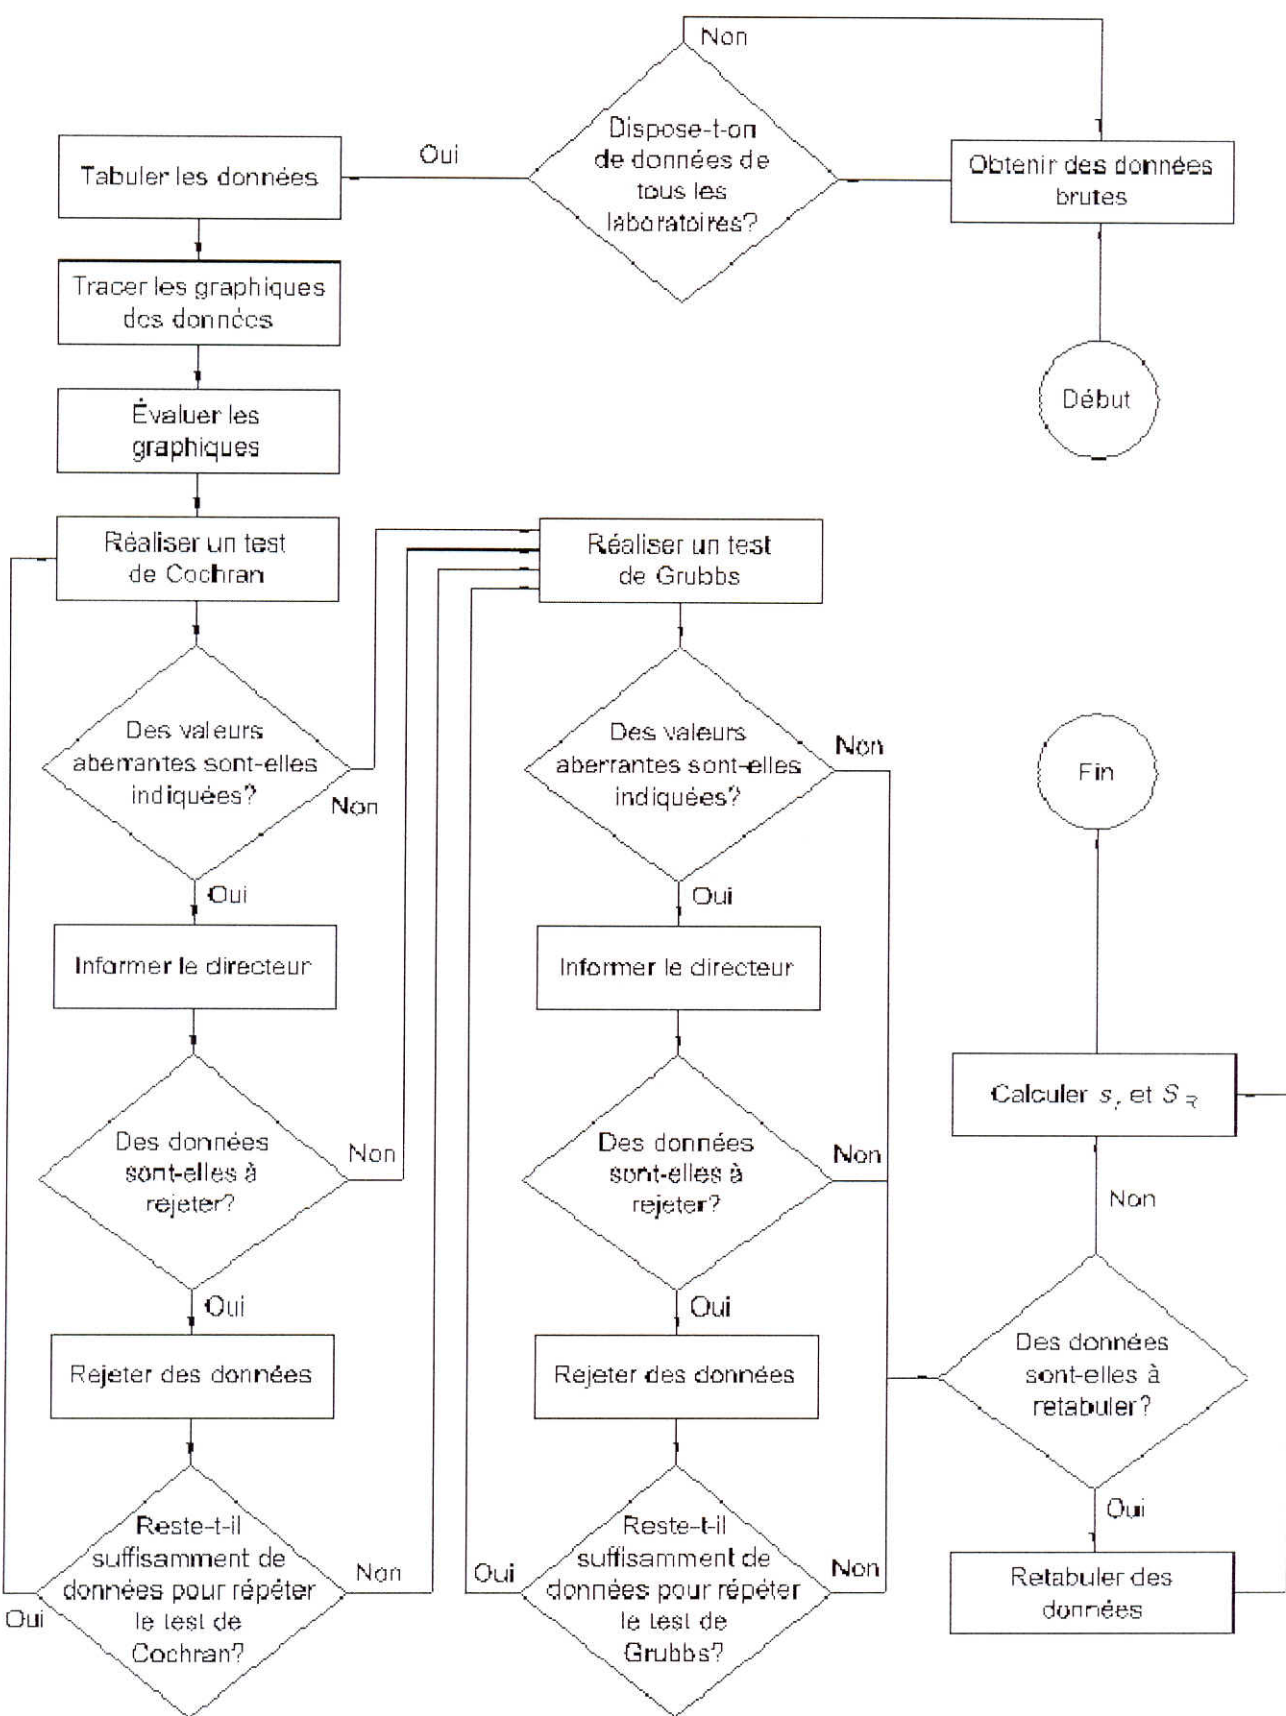 Non
Dispose-t-on
de données de
tous les
laboratoires?
Oui
Tabuler les données
Obtenir des données
brutes
Tracer les graphiques
des données
Début
Évaluer les
graphiques
Réaliser un test
de Cochran
Réaliser un test
de Grubbs
Des valeurs
aberrantes sont-elles
indiquées?
Non
Des valeurs
aberrantes sont-elles
indiquées?
Non
Fin
Oui
Oui
Informer le directeur
Informer le directeur
Calculer sr et SR
Des données
sont-elles à
rejeter?
Non
Des données
sont-elles à
rejeter?
Non
Non
Oui
Oui
Rejeter des données
Rejeter des données
Des données
sont-elles à
retabuler?
Oui
Reste-t-il
suffisamment de
données pour répéter
le test de
Cochran?
Non
Oui
Reste-t-il
suffisamment de
données pour répéter
le test de
Grubbs?
Oui
Non
Retabuler des
données